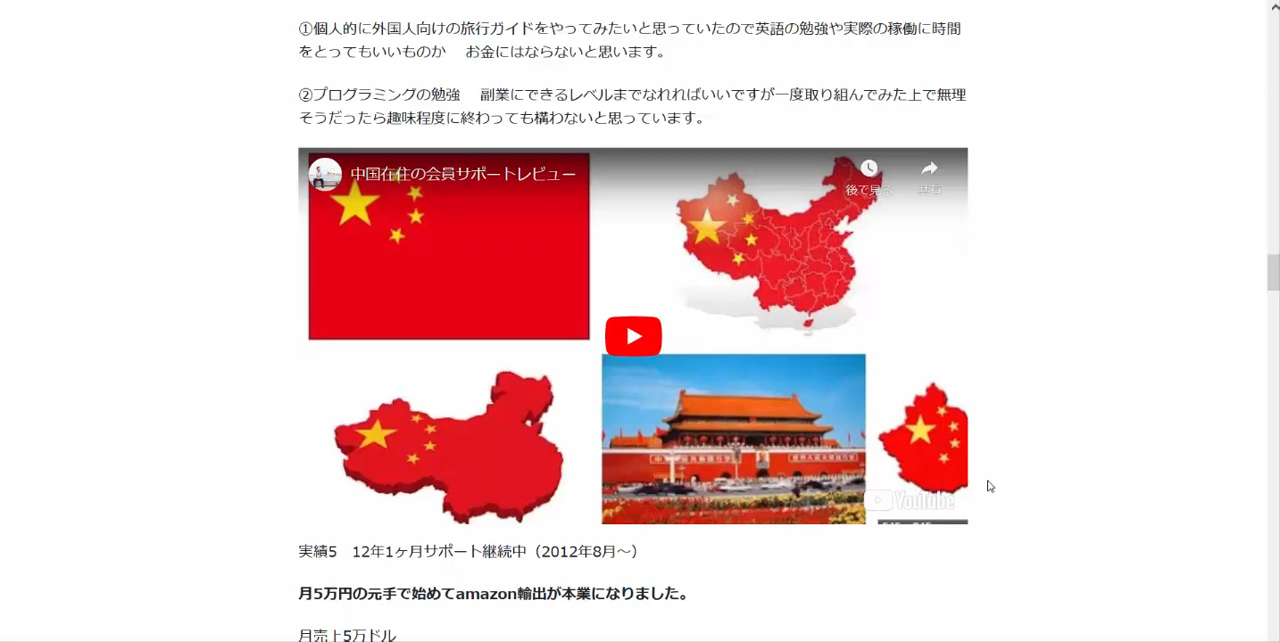 ①個人的に外国人向けの旅行ガイドをやってみたいと思っていたので英語の勉強や実際の稼働に時間
をとってもいいものか　お金にはならないと思います。
②プログラミングの勉強　副業にできるレベルまでなれればいいですが一度取り組んでみた上で無理
そうだったら趣味程度に終わっても構わないと思っています。
中国在住の会員サポートレビュー
後で見る
共有
YouTube
実績5　12年1ヶ月サポート継続中（2012年8月～）
月5万円の元手で始めてamazon輸出が本業になりました。
月売上5万ドル